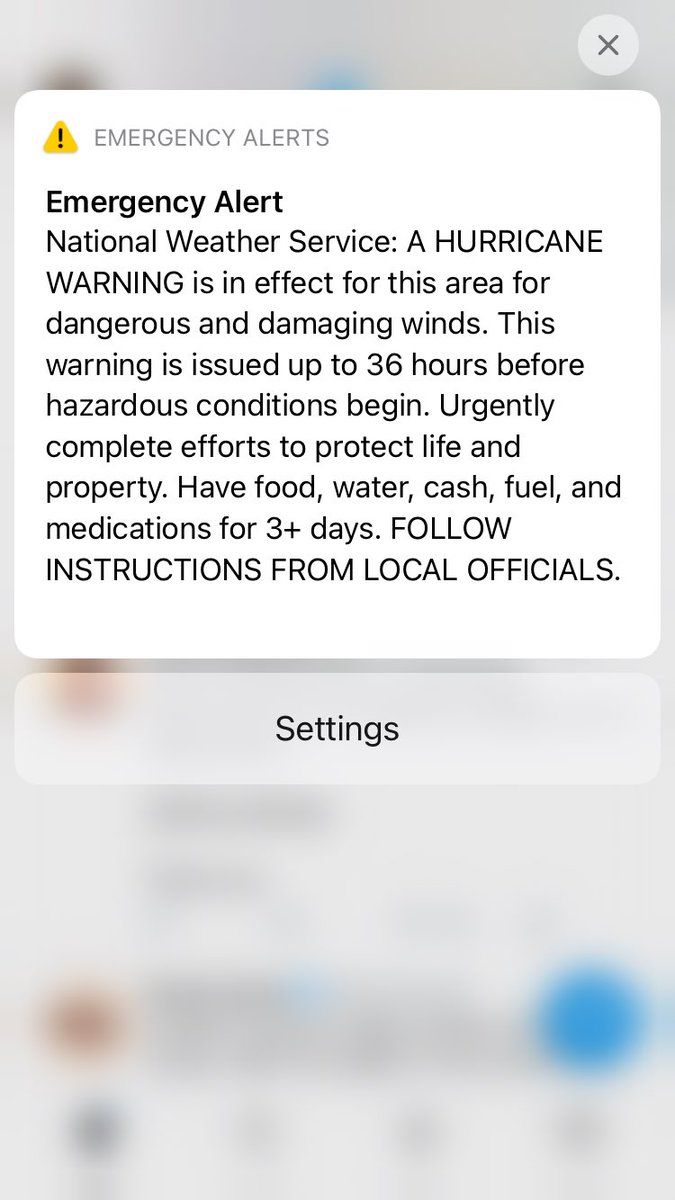 EMERGENCY ALERTS
Emergency Alert
National Weather Service: A HURRICANE
WARNING is in effect for this area for
dangerous and damaging winds. This
warning is issued up to 36 hours before
hazardous conditions begin. Urgently
complete efforts to protect life and
property. Have food, water, cash, fuel, and
medications for 3+ days. FOLLOW
INSTRUCTIONS FROM LOCAL OFFICIALS.
Settings